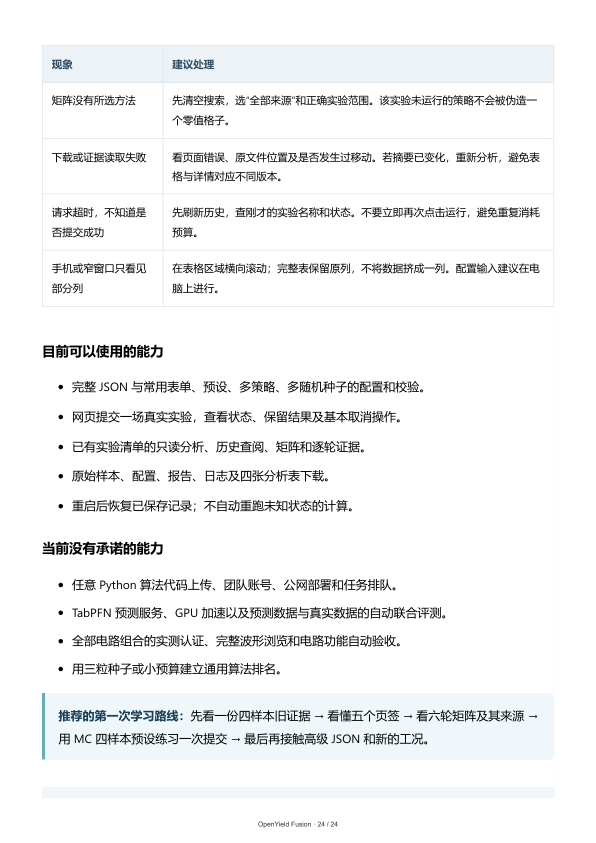 现象
建议处理
矩阵没有所选方法
先清空搜索，选“全部来源”和正确实验范围。该实验未运行的策略不会被伪造一
个零值格子。
下载或证据读取失败
看页面错误、原文件位置及是否发生过移动。若摘要已变化，重新分析，避免表
格与详情对应不同版本。
请求超时，不知道是
否提交成功
先刷新历史，查刚才的实验名称和状态。不要立即再次点击运行，避免重复消耗
预算。
手机或窄窗口只看见
部分列
在表格区域横向滚动；完整表保留原列，不将数据挤成一列。配置输入建议在电
脑上进行。
目前可以使用的能力
• 完整 JSON 与常用表单、预设、多策略、多随机种子的配置和校验。
• 网页提交一场真实实验，查看状态、保留结果及基本取消操作。
• 已有实验清单的只读分析、历史查阅、矩阵和逐轮证据。
• 原始样本、配置、报告、日志及四张分析表下载。
• 重启后恢复已保存记录；不自动重跑未知状态的计算。
当前没有承诺的能力
• 任意 Python 算法代码上传、团队账号、公网部署和任务排队。
• TabPFN 预测服务、GPU 加速以及预测数据与真实数据的自动联合评测。
• 全部电路组合的实测认证、完整波形浏览和电路功能自动验收。
• 用三粒种子或小预算建立通用算法排名。
推荐的第一次学习路线：先看一份四样本旧证据 → 看懂五个页签 → 看六轮矩阵及其来源 →
用 MC 四样本预设练习一次提交 → 最后再接触高级 JSON 和新的工况。
OpenYield Fusion · 24 / 24